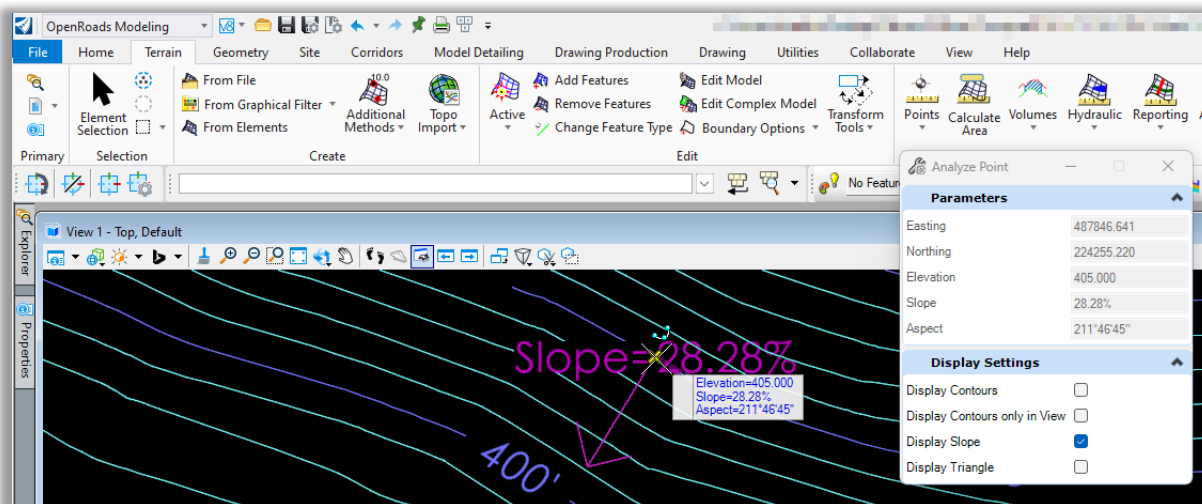 OpenRoads Modeling
File Home Terrain Geometry Site Corridors Model Detailing Drawing Production Drawing Utilities Collaborate View Help
Element Selection
From File
From Graphical Filter
From Elements
10.0
Additional Methods
Topo Import
Active
Add Features
Remove Features
Change Feature Type
Edit Model
Edit Complex Model
Boundary Options
Transform Tools
Points
Calculate Area
Volumes
Hydraulic
Reporting
Primary Selection Create Edit
No Featur
Explorer
Properties
View 1 - Top, Default
Slope=28.28%
Elevation=405.000
Slope=28.28%
Aspect=211°46'45"
400'
Analyze Point
Parameters
Easting 487846.641
Northing 224255.220
Elevation 405.000
Slope 28.28%
Aspect 211°46'45"
Display Settings
Display Contours
Display Contours only in View
Display Slope
Display Triangle